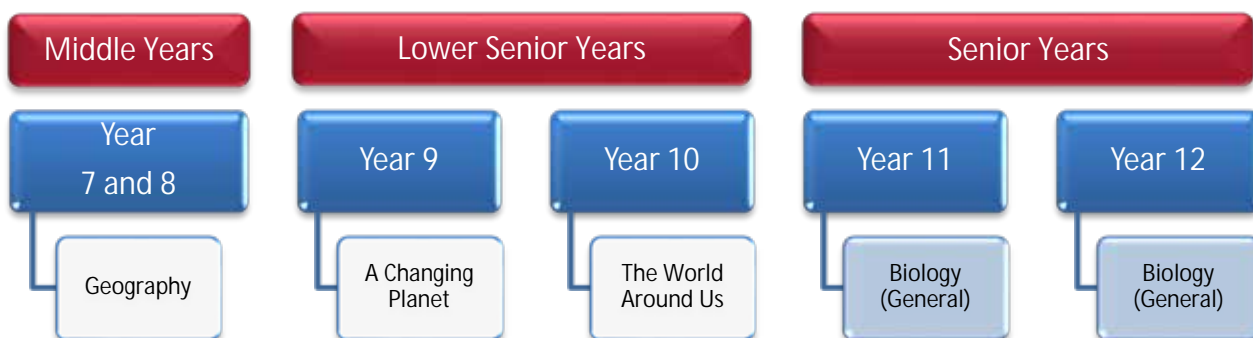 Middle Years
Lower Senior Years
Senior Years
Year
7 and 8
Year 9
Year 10
Year 11
Year 12
Geography
A Changing
Planet
The World
Around Us
Biology
(General)
Biology
(General)